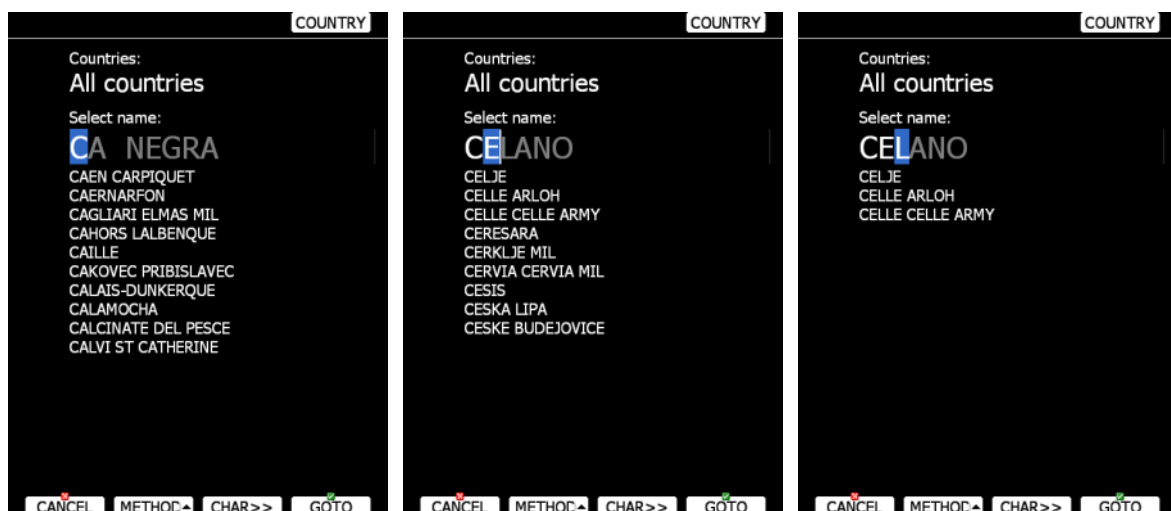 COUNTRY
Countries:
All countries
Select name:
CA NEGRA
CAEN CARPIQUET
CAERNARFON
CAGLIARI ELMAS MIL
CAHORS LALBENQUE
CAILLE
CAKOVEC PRIBISLAVEC
CALAIS-DUNKERQUE
CALAMOCHA
CALCINATE DEL PESCE
CALVI ST CATHERINE
CANCEL METHOD CHAR>> GOTO
COUNTRY
Countries:
All countries
Select name:
CELANO
CELJE
CELLE ARLOH
CELLE CELLE ARMY
CERESARA
CERKLJE MIL
CERVIA CERVIA MIL
CESIS
CESKA LIPA
CESKE BUDEJOVICE
CANCEL METHOD CHAR>> GOTO
COUNTRY
Countries:
All countries
Select name:
CELANO
CELJE
CELLE ARLOH
CELLE CELLE ARMY
CANCEL METHOD CHAR>> GOTO